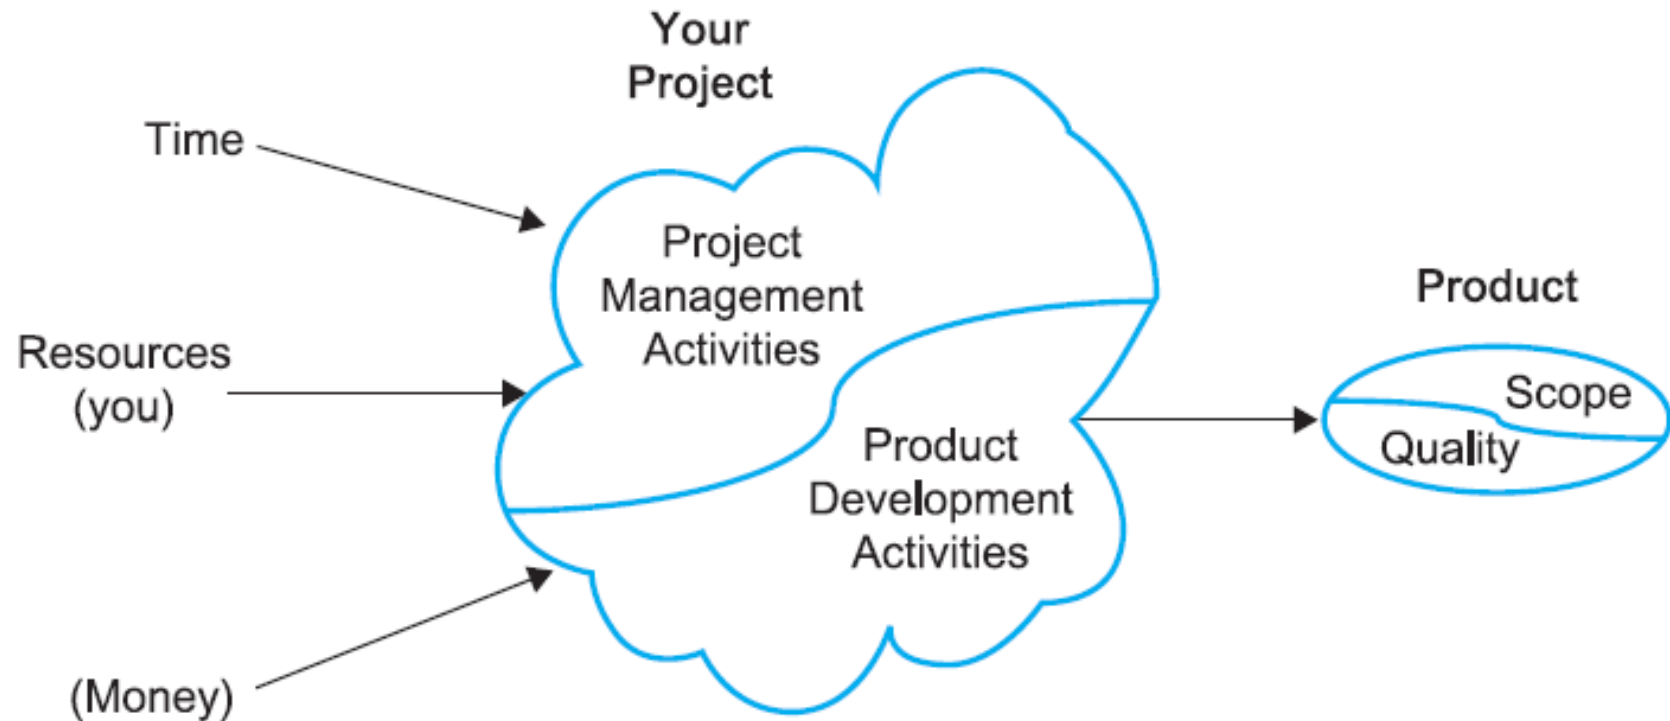 Your
Project
Time
Project
Management
Activities
Resources
(you)
Product
Development
Activities
(Money)
Product
Scope
Quality